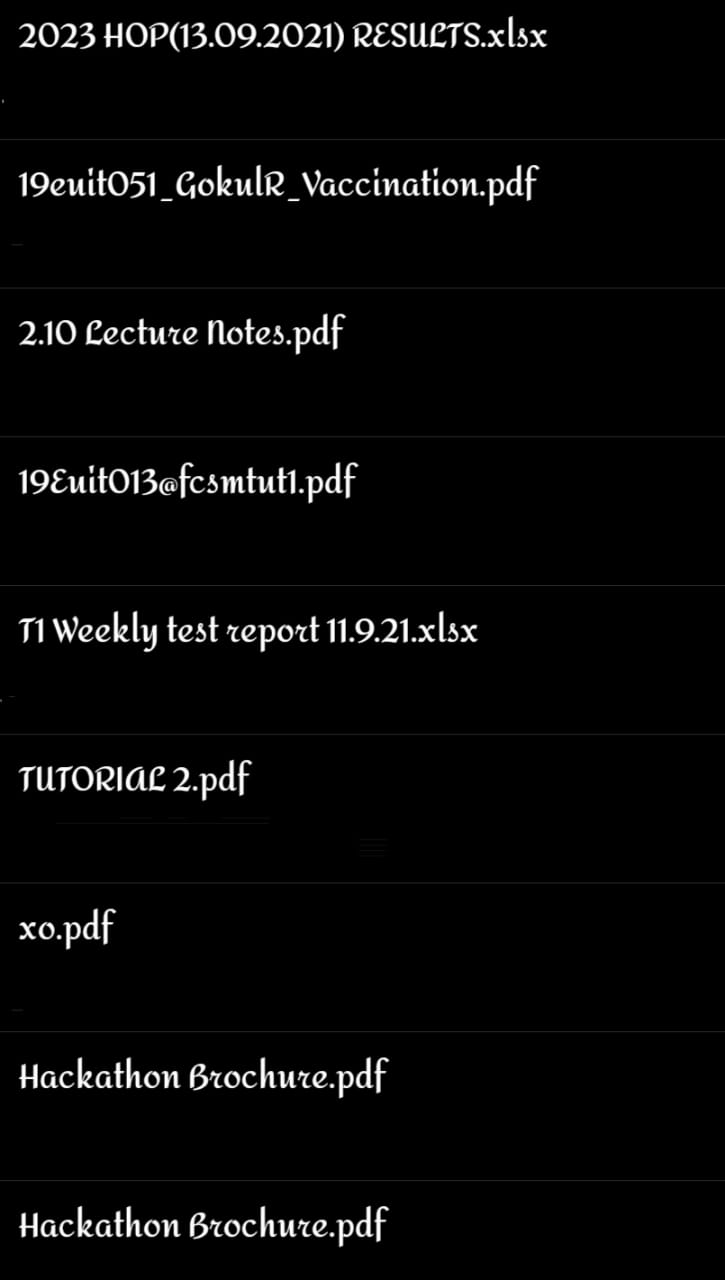 2023 HOP(13.09.2021) RESULTS.xlsx
19euit051_GokulR_Vaccination.pdf
2.10 Lecture Notes.pdf
19Euit013@fcsmtut1.pdf
T1 Weekly test report 11.9.21.xlsx
TUTORIAL 2.pdf
xo.pdf
Hackathon Brochure.pdf
Hackathon Brochure.pdf